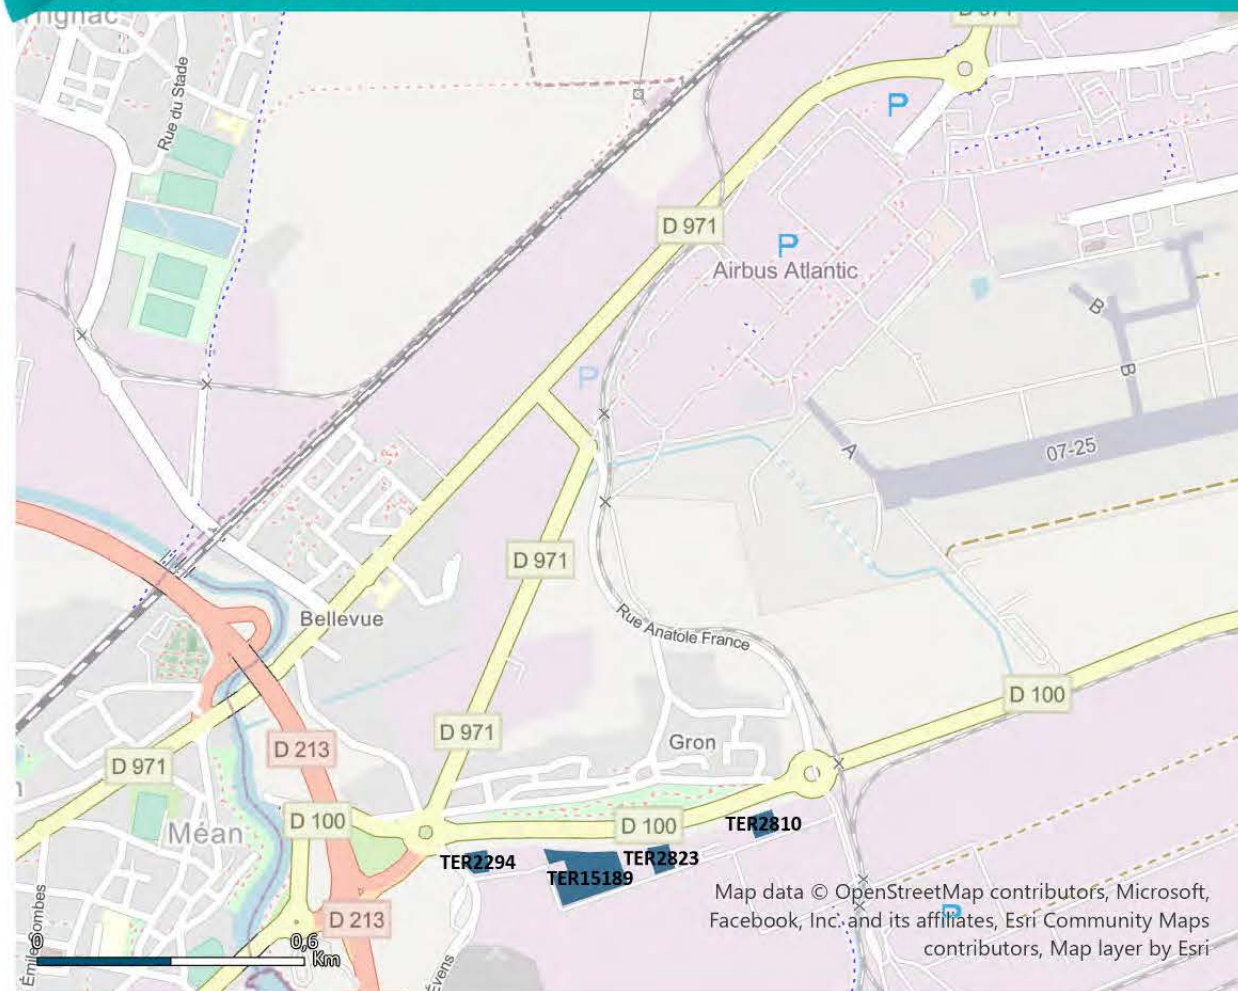 Trignac
D 971
Rue du Stade
P
D 971
P
Airbus Atlantic
B
P
B
A
07-25
D 971
Bellevue
Rue Anatole France
D 100
D 971
Gron
D 213
D 971
D 100
D 100
TER2810
Méan
TER2294
TER2823
TER15189
Map data © OpenStreetMap contributors, Microsoft,
Facebook, Inc. and its affiliates, Esri Community Maps
contributors, Map layer by Esri
P
D 213
0
0,6
Km